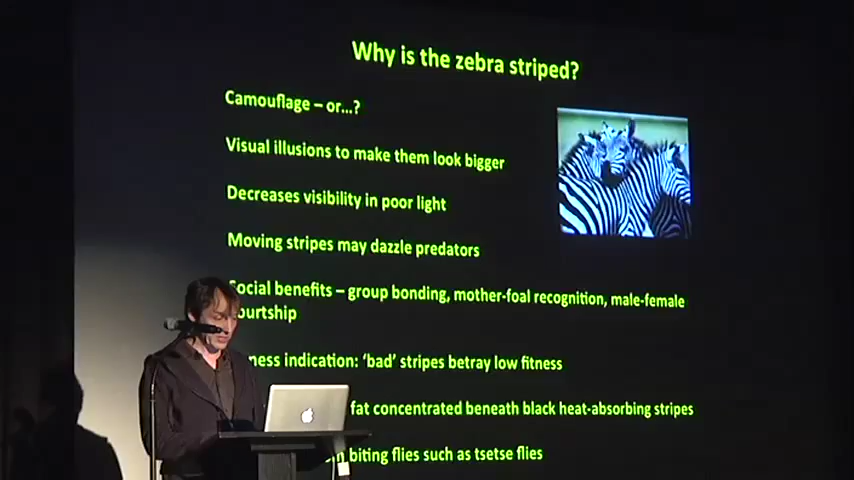 Why is the zebra striped?
Camouflage – or...?
Visual illusions to make them look bigger
Decreases visibility in poor light
Moving stripes may dazzle predators
Social benefits – group bonding, mother-foal recognition, male-female
courtship
indication: ‘bad’ stripes betray low fitness
fat concentrated beneath black heat-absorbing stripes
biting flies such as tsetse flies